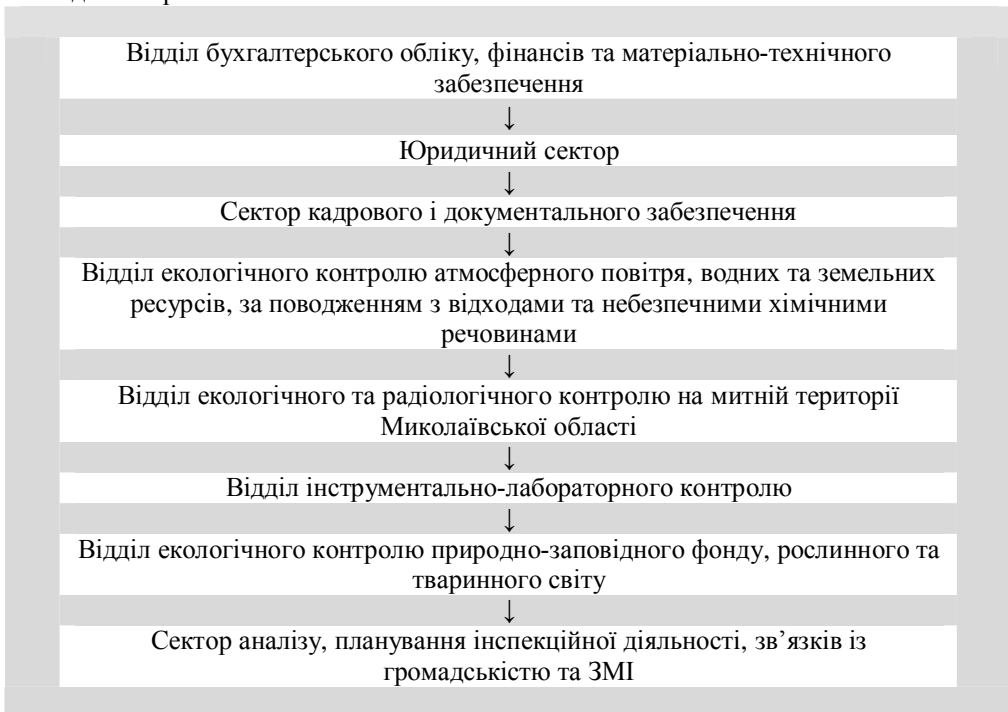 Відділ бухгалтерського обліку, фінансів та матеріально-технічного
забезпечення
↓
Юридичний сектор
↓
Сектор кадрового і документального забезпечення
↓
Відділ екологічного контролю атмосферного повітря, водних та земельних
ресурсів, за поводженням з відходами та небезпечними хімічними
речовинами
↓
Відділ екологічного та радіологічного контролю на митній території
Миколаївської області
↓
Відділ інструментально-лабораторного контролю
↓
Відділ екологічного контролю природно-заповідного фонду, рослинного та
тваринного світу
↓
Сектор аналізу, планування інспекційної діяльності, зв’язків із
громадськістю та ЗМІ